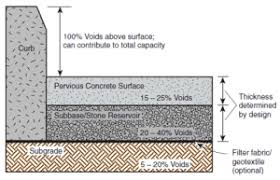 100% Voids above surface;
can contribute to total capacity
Curb
Pervious Concrete Surface
15 – 25% Voids
Subbase/Stone Reservoir
20 – 40% Voids
Thickness
determined
by design
Subgrade
5 – 20% Voids
Filter fabric/
geotextile
(optional)